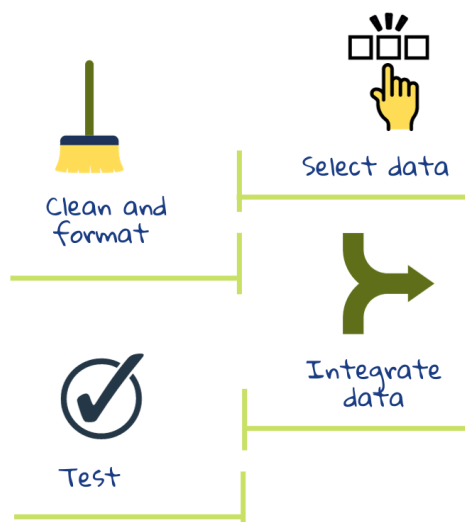 Select data
Clean and
format
Integrate
data
Test